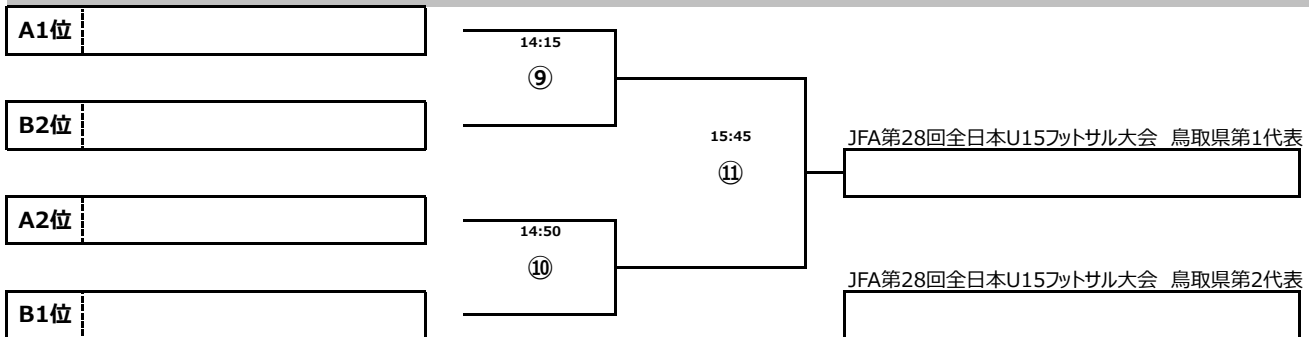 A1位
14:15
⑨
B2位
15:45
JFA第28回全日本U15フットサル大会 鳥取県第1代表
⑪
A2位
14:50
⑩
JFA第28回全日本U15フットサル大会 鳥取県第2代表
B1位